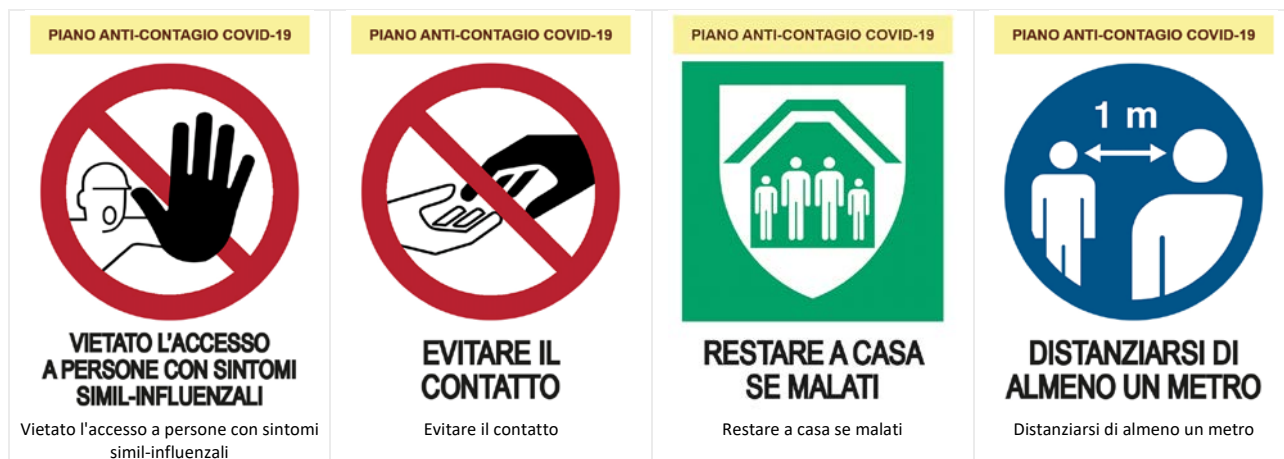 PIANO ANTI-CONTAGIO COVID-19
VIETATO L'ACCESSO
A PERSONE CON SINTOMI
SIMIL-INFLUENZALI
Vietato l'accesso a persone con sintomi
simil-influenzali
PIANO ANTI-CONTAGIO COVID-19
EVITARE IL
CONTATTO
Evitare il contatto
PIANO ANTI-CONTAGIO COVID-19
RESTARE A CASA
SE MALATI
Restare a casa se malati
PIANO ANTI-CONTAGIO COVID-19
1 m
DISTANZIARSI DI
ALMENO UN METRO
Distanziarsi di almeno un metro